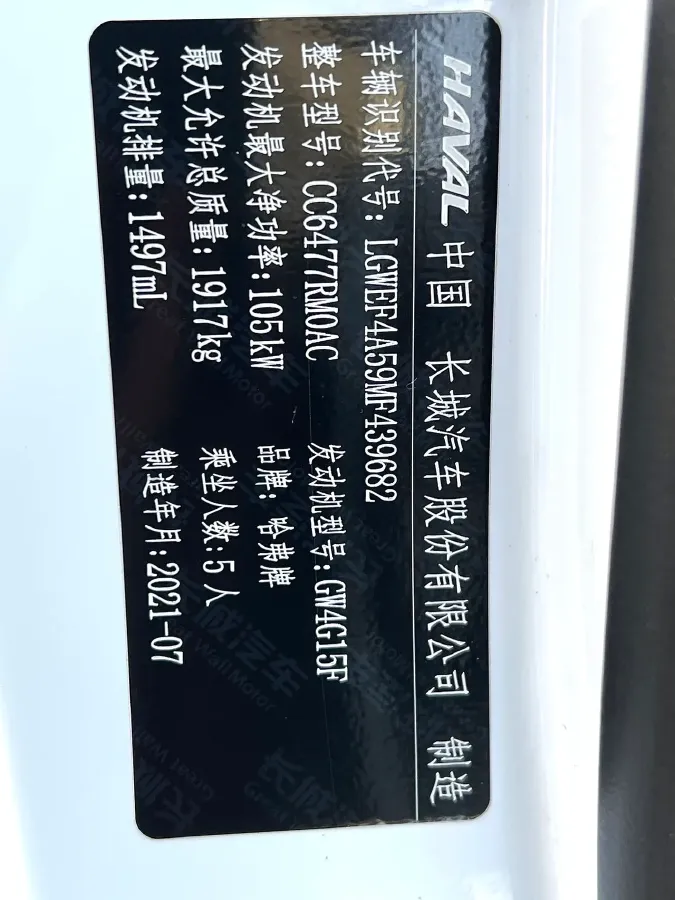 HAVAL 中国 长城汽车股份有限公司 制造
车辆识别代号: LGWEF4A59MF439682
整车型号: CC6477RM0AC 发动机型号: GW4G15F
发动机最大净功率: 105kW 品牌: 哈弗牌
最大允许总质量: 1917kg 乘坐人数: 5人
发动机排量: 1497mL 制造年月: 2021-07